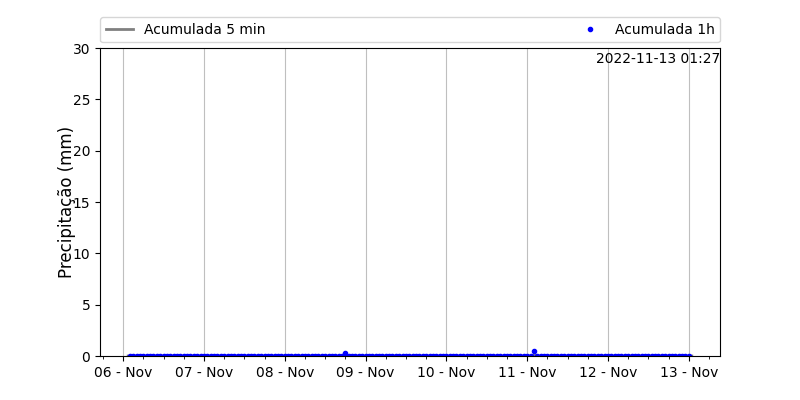 Acumulada 5 min
Acumulada 1h
2022-11-13 01:27
Precipitação (mm)
30
25
20
15
10
5
0
06 - Nov
07 - Nov
08 - Nov
09 - Nov
10 - Nov
11 - Nov
12 - Nov
13 - Nov